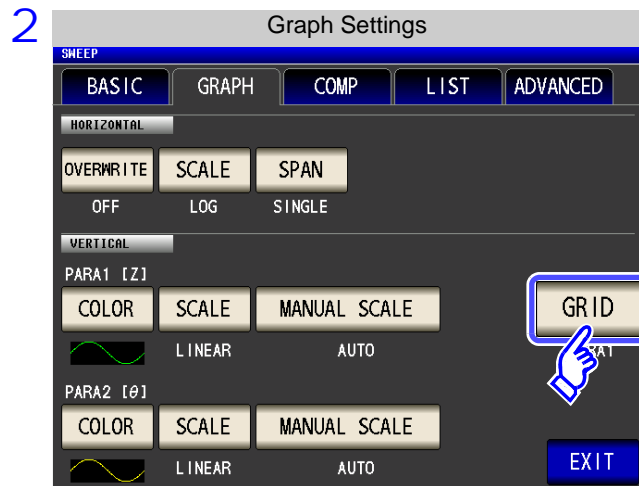 2
Graph Settings
SWEEP
BASIC GRAPH COMP LIST ADVANCED
HORIZONTAL
OVERWRITE SCALE SPAN
OFF LOG SINGLE
VERTICAL
PARA1 [Z]
COLOR SCALE MANUAL SCALE GRID
LINEAR AUTO
PARA2 [θ]
COLOR SCALE MANUAL SCALE
LINEAR AUTO
EXIT